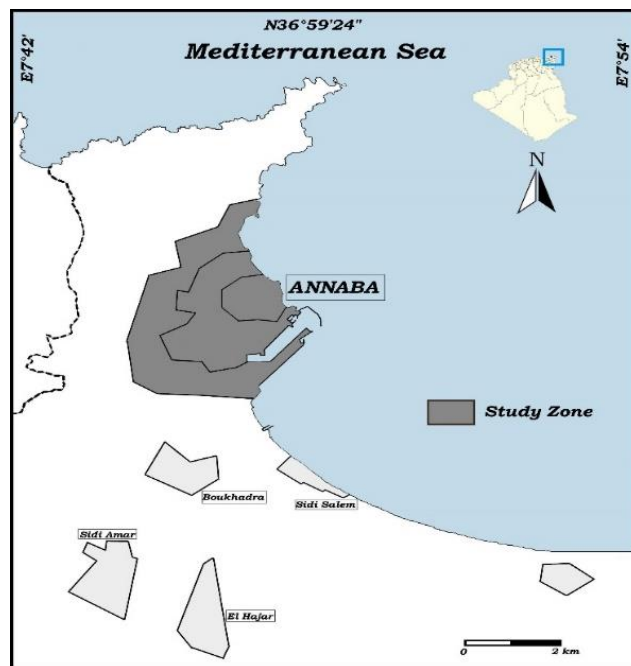 N36°59'24"
Mediterranean Sea
E7°42'
E7°54'
N
ANNABA
Study Zone
Boukhadra
Sidi Salem
Sidi Amar
El Hajar
0 2 km